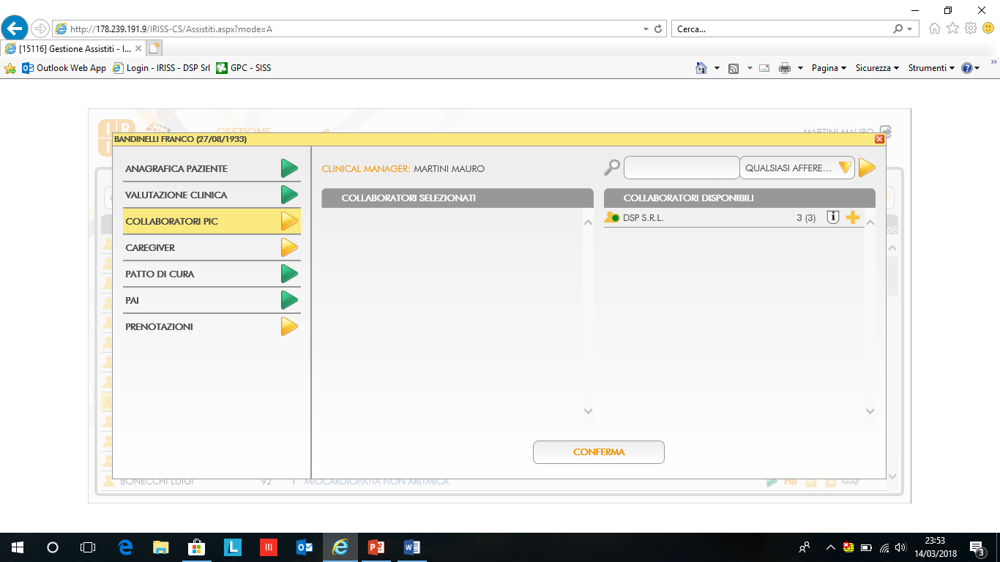 http://178.239.191.9/IRISS-CS/Assistiti.aspx?mode=A
Cerca...
[15116] Gestione Assistiti - I...
Outlook Web App
Login - IRISS - DSP Srl
GPC - SISS
Pagina
Sicurezza
Strumenti
GESTIONE
MARTINI MAURO
BANDINELLI FRANCO (27/08/1933)
ANAGRAFICA PAZIENTE
VALUTAZIONE CLINICA
COLLABORATORI PIC
CAREGIVER
PATTO DI CURA
PAI
PRENOTAZIONI
CLINICAL MANAGER: MARTINI MAURO
QUALSIASI AFFERE...
COLLABORATORI SELEZIONATI
COLLABORATORI DISPONIBILI
DSP S.R.L. 3 (3)
CONFERMA
BONECCHI LUIGI 92 1 MIOCARDIOPATIA NON ARITMICA PAI
23:53
14/03/2018
3